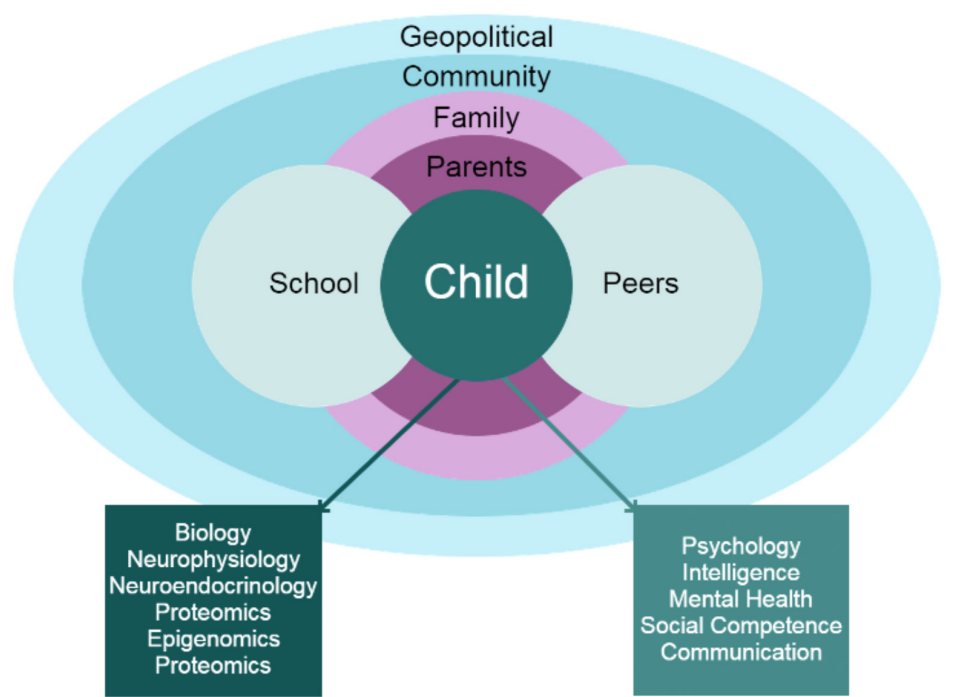 Geopolitical
Community
Family
Parents
School
Child
Peers
Biology
Neurophysiology
Neuroendocrinology
Proteomics
Epigenomics
Proteomics
Psychology
Intelligence
Mental Health
Social Competence
Communication